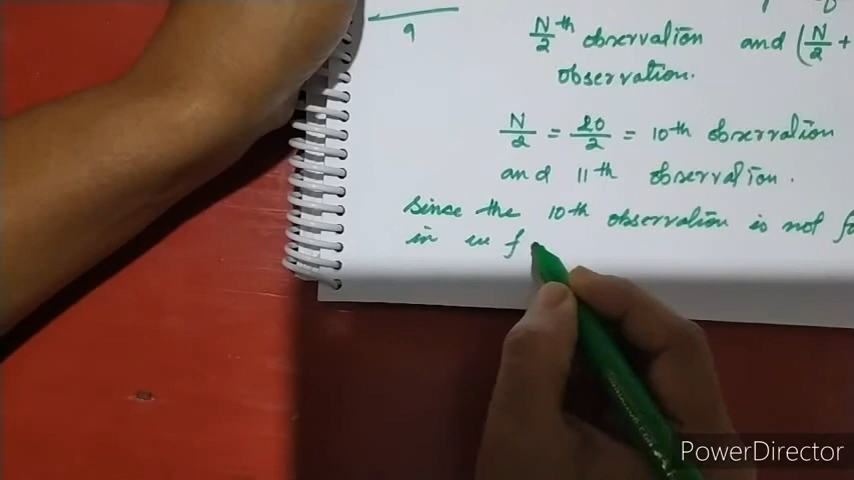 9
N/2 th observation and (N/2 +
observation.
N/2 = 20/2 = 10th observation
and 11th observation.
Since the 10th observation is not fo
in cu f
PowerDirector